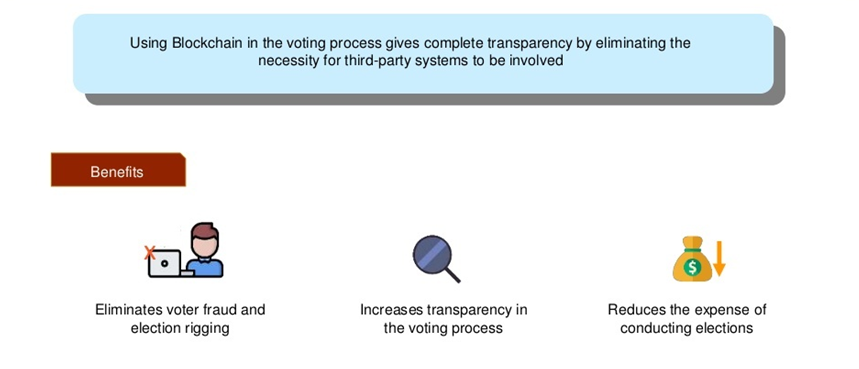 Using Blockchain in the voting process gives complete transparency by eliminating the
necessity for third-party systems to be involved
Benefits
X
$
Eliminates voter fraud and
election rigging
Increases transparency in
the voting process
Reduces the expense of
conducting elections